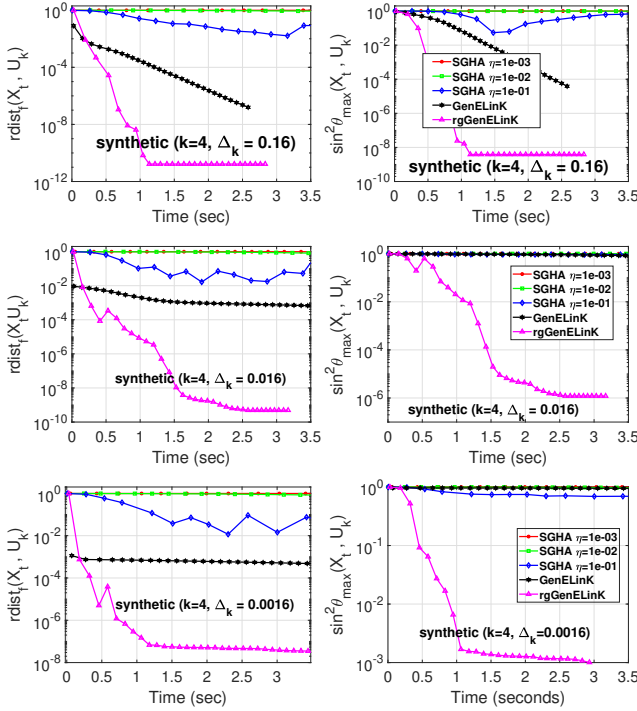 10^0
10^-4
10^-8
10^-12
rdist_f(X_t , U_k)
synthetic (k=4, Δ_k = 0.16)
0 0.5 1 1.5 2 2.5 3 3.5
Time (sec)
10^0
10^-2
10^-4
10^-6
10^-8
10^-10
sin^2θ_max(X_t , U_k)
SGHA η=1e-03
SGHA η=1e-02
SGHA η=1e-01
GenELinK
rgGenELinK
synthetic (k=4, Δ_k = 0.16)
0 0.5 1 1.5 2 2.5 3 3.5
Time (sec)
10^0
10^-2
10^-4
10^-6
10^-8
10^-10
rdist_f(X_t U_k)
synthetic (k=4, Δ_k = 0.016)
0 0.5 1 1.5 2 2.5 3 3.5
Time (sec)
10^0
10^-2
10^-4
10^-6
sin^2θ_max(X_t , U_k)
SGHA η=1e-03
SGHA η=1e-02
SGHA η=1e-01
GenELinK
rgGenELinK
synthetic (k=4, Δ_k = 0.016)
0 0.5 1 1.5 2 2.5 3 3.5
Time (sec)
10^0
10^-2
10^-4
10^-6
10^-8
rdist_f(X_t , U_k)
synthetic (k=4, Δ_k = 0.0016)
0 0.5 1 1.5 2 2.5 3 3.5
Time (sec)
10^0
10^-1
10^-2
10^-3
sin^2θ_max(X_t , U_k)
SGHA η=1e-03
SGHA η=1e-02
SGHA η=1e-01
GenELinK
rgGenELinK
synthetic (k=4, Δ_k=0.0016)
0 0.5 1 1.5 2 2.5 3 3.5
Time (seconds)